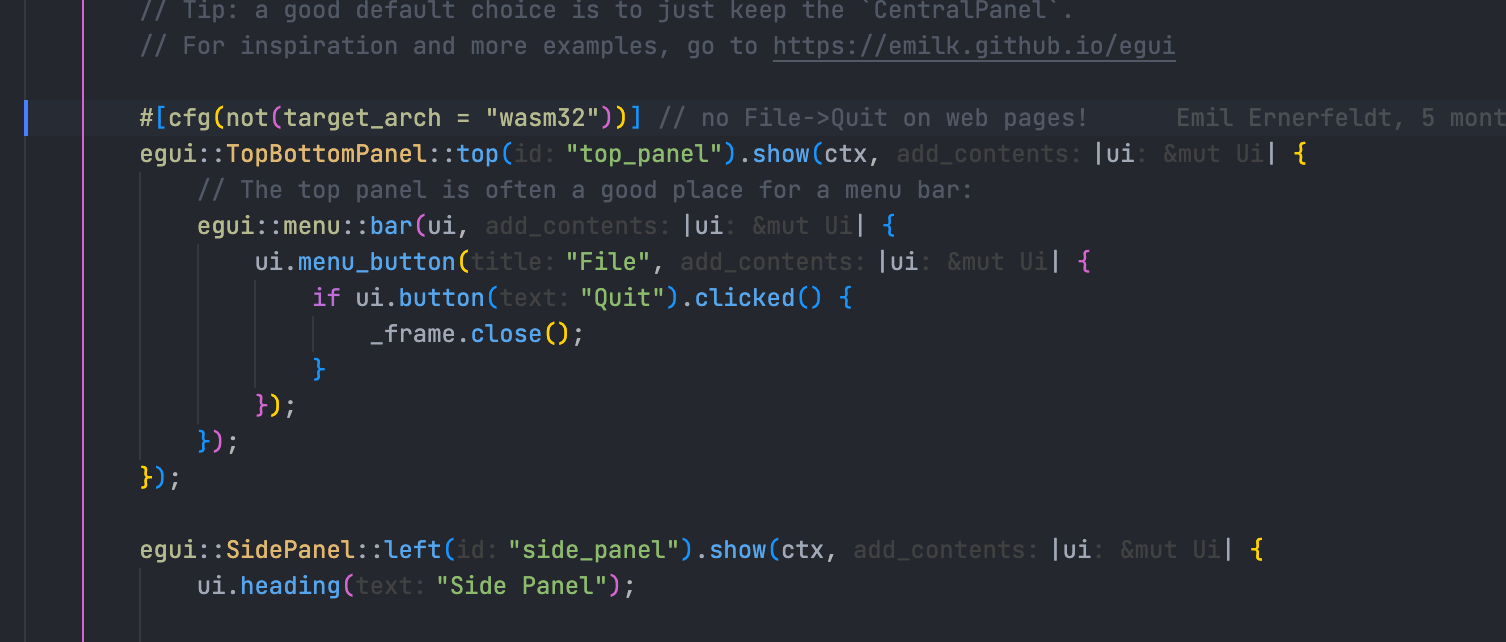 // Tip: a good default choice is to just keep the `CentralPanel`.
// For inspiration and more examples, go to https://emilk.github.io/egui
#[cfg(not(target_arch = "wasm32"))] // no File->Quit on web pages! Emil Ernerfeldt, 5 mont
egui::TopBottomPanel::top(id: "top_panel").show(ctx, add_contents: |ui: &mut Ui| {
// The top panel is often a good place for a menu bar:
egui::menu::bar(ui, add_contents: |ui: &mut Ui| {
ui.menu_button(title: "File", add_contents: |ui: &mut Ui| {
if ui.button(text: "Quit").clicked() {
_frame.close();
}
});
});
});
egui::SidePanel::left(id: "side_panel").show(ctx, add_contents: |ui: &mut Ui| {
ui.heading(text: "Side Panel");